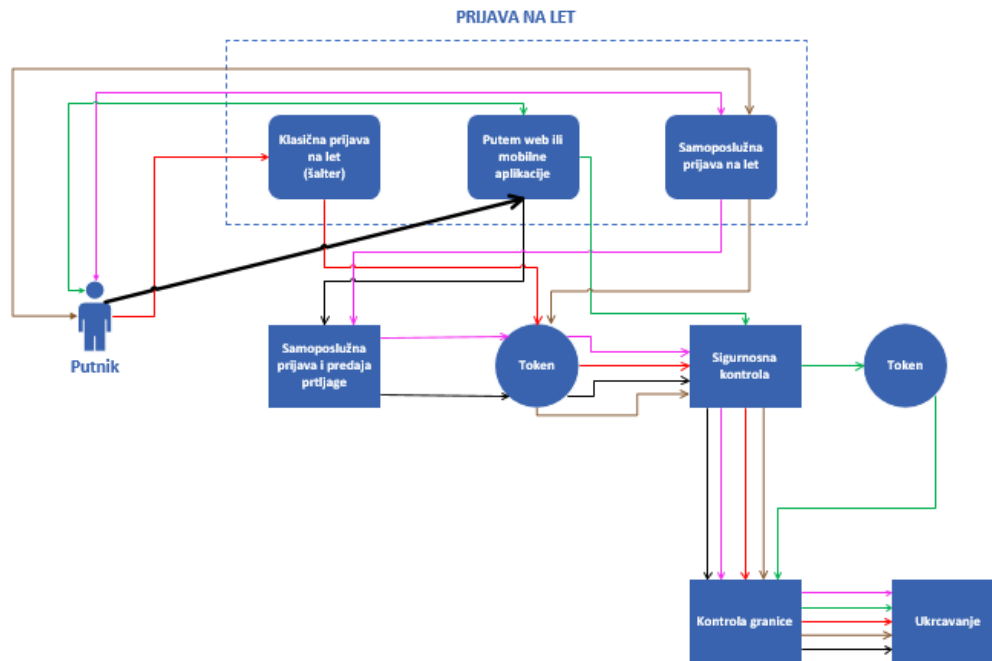 PRIJAVA NA LET
Klasična prijava
na let
(šalter)
Putem web ili
mobilne
aplikacije
Samoposlužna
prijava na let
Putnik
Samoposlužna
prijava i predaja
prtljage
Token
Sigurnosna
kontrola
Token
Kontrola granice
Ukrcavanje